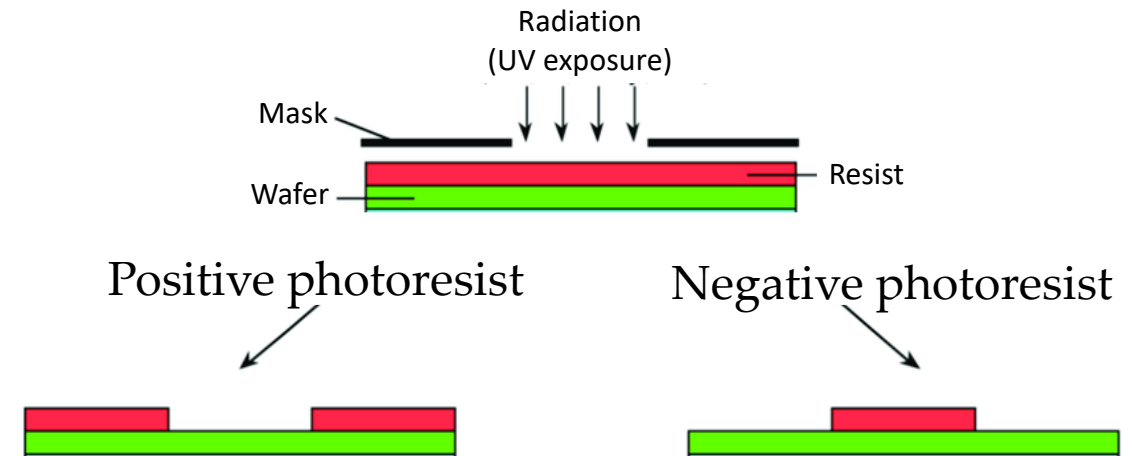 Radiation
(UV exposure)
Mask
Resist
Wafer
Positive photoresist
Negative photoresist